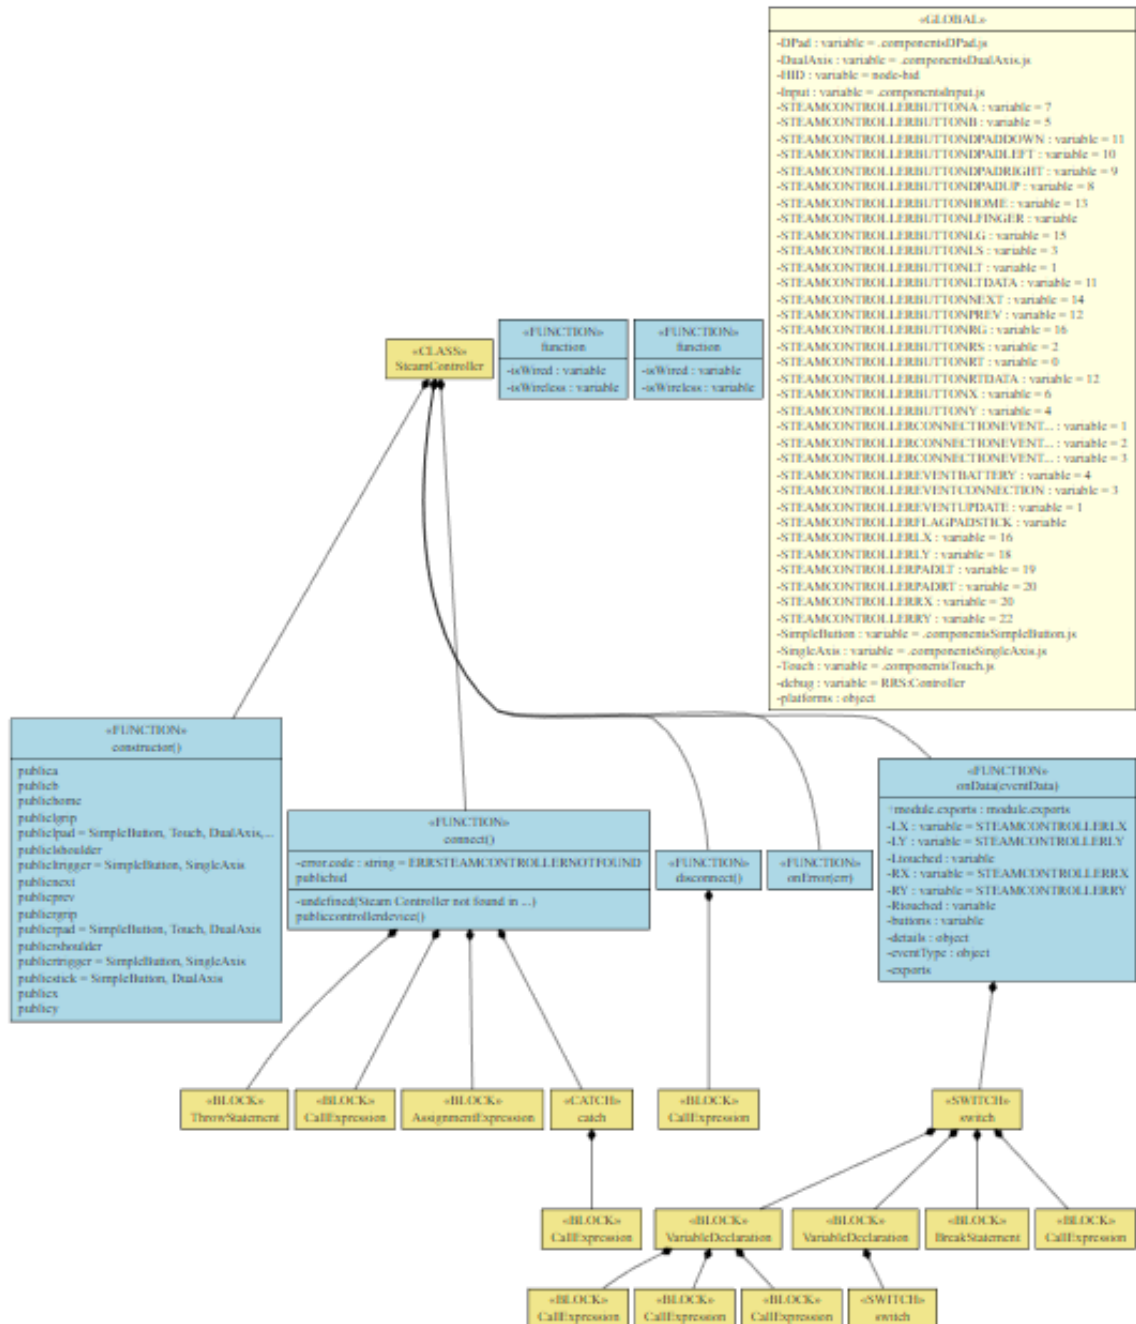 «GLOBAL»
-DPad : variable = .componentsDPad.js
-DualAxis : variable = .componentsDualAxis.js
-HID : variable = node-hid
-Input : variable = .componentsInput.js
-STEAMCONTROLLERBUTTONA : variable = 7
-STEAMCONTROLLERBUTTONB : variable = 5
-STEAMCONTROLLERBUTTONDPADDOWN : variable = 11
-STEAMCONTROLLERBUTTONDPADLEFT : variable = 10
-STEAMCONTROLLERBUTTONDPADRIGHT : variable = 9
-STEAMCONTROLLERBUTTONDPADUP : variable = 8
-STEAMCONTROLLERBUTTONHOME : variable = 13
-STEAMCONTROLLERBUTTONLFINGER : variable
-STEAMCONTROLLERBUTTONLG : variable = 15
-STEAMCONTROLLERBUTTONLS : variable = 3
-STEAMCONTROLLERBUTTONLT : variable = 1
-STEAMCONTROLLERBUTTONLTDATA : variable = 11
-STEAMCONTROLLERBUTTONNEXT : variable = 14
-STEAMCONTROLLERBUTTONPREV : variable = 12
-STEAMCONTROLLERBUTTONRG : variable = 16
-STEAMCONTROLLERBUTTONRS : variable = 2
-STEAMCONTROLLERBUTTONRT : variable = 0
-STEAMCONTROLLERBUTTONRTDATA : variable = 12
-STEAMCONTROLLERBUTTONX : variable = 6
-STEAMCONTROLLERBUTTONY : variable = 4
-STEAMCONTROLLERCONNECTIONEVENT... : variable = 1
-STEAMCONTROLLERCONNECTIONEVENT... : variable = 2
-STEAMCONTROLLERCONNECTIONEVENT... : variable = 3
-STEAMCONTROLLEREVENTBATTERY : variable = 4
-STEAMCONTROLLEREVENTCONNECTION : variable = 3
-STEAMCONTROLLEREVENTUPDATE : variable = 1
-STEAMCONTROLLERFLAGPADSTICK : variable
-STEAMCONTROLLERLX : variable = 16
-STEAMCONTROLLERLY : variable = 18
-STEAMCONTROLLERPADLT : variable = 19
-STEAMCONTROLLERPADRT : variable = 20
-STEAMCONTROLLERRX : variable = 20
-STEAMCONTROLLERRY : variable = 22
-SimpleButton : variable = .componentsSimpleButton.js
-SingleAxis : variable = .componentsSingleAxis.js
-Touch : variable = .componentsTouch.js
-debug : variable = RRS:Controller
-platforms : object
«CLASS»
SteamController
«FUNCTION»
function
-isWired : variable
-isWireless : variable
«FUNCTION»
function
-isWired : variable
-isWireless : variable
«FUNCTION»
constructor()
publica
publicb
publichome
publiclgrip
publiclpad = SimpleButton, Touch, DualAxis,...
publiclshoulder
publicltrigger = SimpleButton, SingleAxis
publicnext
publicprev
publicrgrip
publicrpad = SimpleButton, Touch, DualAxis
publicrshoulder
publicrtrigger = SimpleButton, SingleAxis
publicstick = SimpleButton, DualAxis
publicx
publicy
«FUNCTION»
connect()
-error.code : string = ERRSTEAMCONTROLLERNOTFOUND
publichid
-undefined(Steam Controller not found in ...)
publiccontrollerdevice()
«FUNCTION»
disconnect()
«FUNCTION»
onError(err)
«FUNCTION»
onData(eventData)
+module.exports : module.exports
-LX : variable = STEAMCONTROLLERLX
-LY : variable = STEAMCONTROLLERLY
-Ltouched : variable
-RX : variable = STEAMCONTROLLERRX
-RY : variable = STEAMCONTROLLERRY
-Rtouched : variable
-buttons : variable
-details : object
-eventType : object
-exports
«BLOCK»
ThrowStatement
«BLOCK»
CallExpression
«BLOCK»
AssignmentExpression
«CATCH»
catch
«BLOCK»
CallExpression
«SWITCH»
switch
«BLOCK»
CallExpression
«BLOCK»
VariableDeclaration
«BLOCK»
VariableDeclaration
«BLOCK»
BreakStatement
«BLOCK»
CallExpression
«BLOCK»
CallExpression
«BLOCK»
CallExpression
«BLOCK»
CallExpression
«SWITCH»
switch